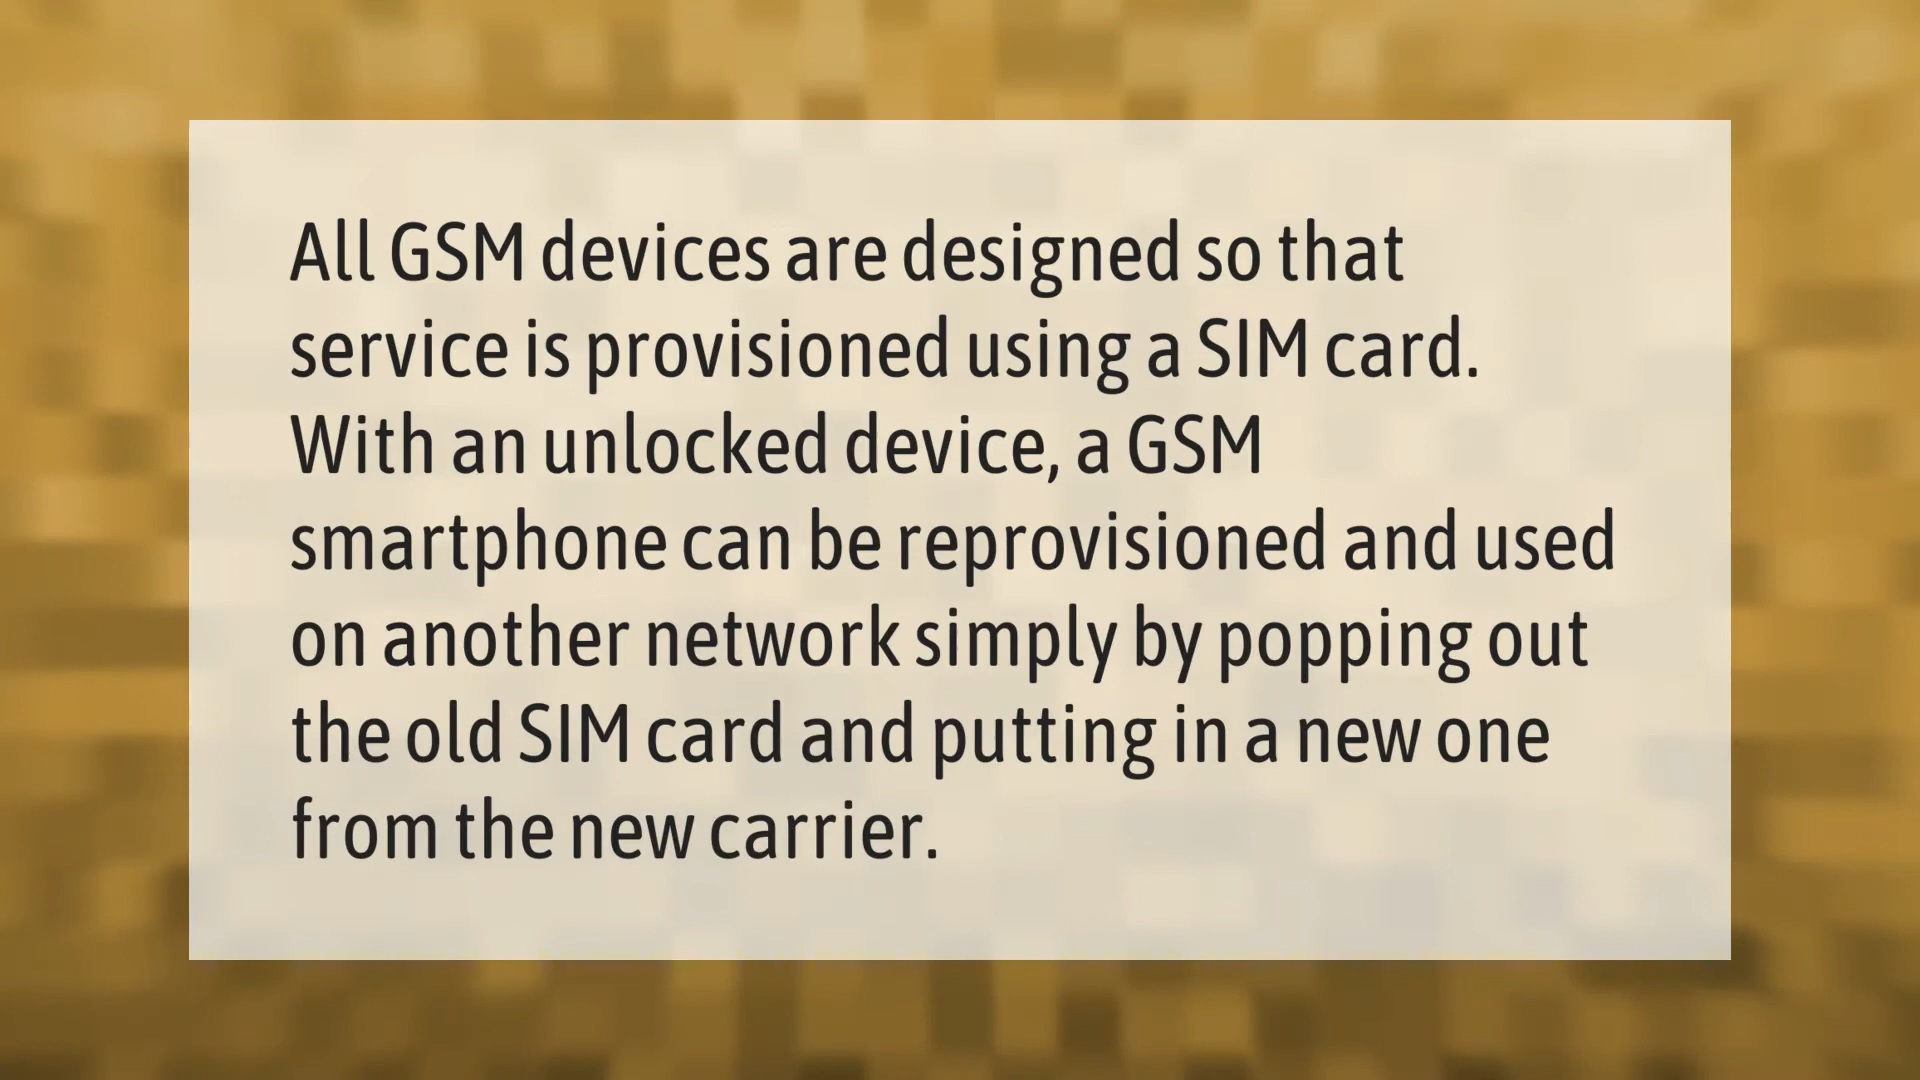 All GSM devices are designed so that
service is provisioned using a SIM card.
With an unlocked device, a GSM
smartphone can be reprovisioned and used
on another network simply by popping out
the old SIM card and putting in a new one
from the new carrier.